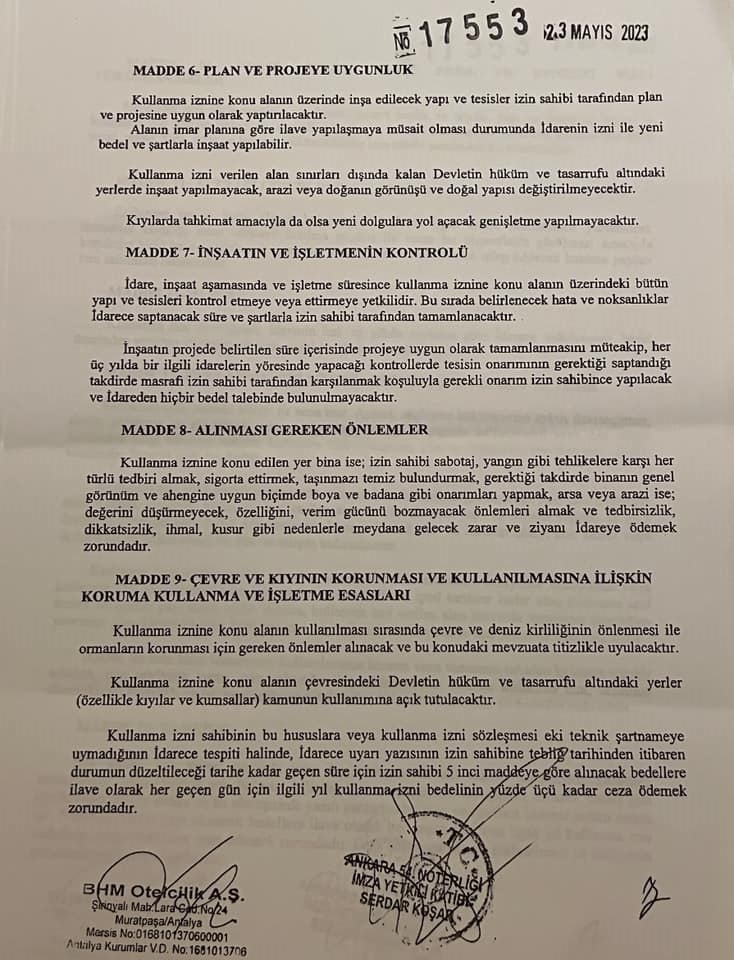 No 17553 23 MAYIS 2023
MADDE 6- PLAN VE PROJEYE UYGUNLUK
Kullanma iznine konu alanın üzerinde inşa edilecek yapı ve tesisler izin sahibi tarafından plan
ve projesine uygun olarak yaptırılacaktır.
Alanın imar planına göre ilave yapılaşmaya müsait olması durumunda İdarenin izni ile yeni
bedel ve şartlarla inşaat yapılabilir.
Kullanma izni verilen alan sınırları dışında kalan Devletin hüküm ve tasarrufu altındaki
yerlerde inşaat yapılmayacak, arazi veya doğanın görünüşü ve doğal yapısı değiştirilmeyecektir.
Kıyılarda tahkimat amacıyla da olsa yeni dolgulara yol açacak genişletme yapılmayacaktır.
MADDE 7- İNŞAATIN VE İŞLETMENİN KONTROLÜ
İdare, inşaat aşamasında ve işletme süresince kullanma iznine konu alanın üzerindeki bütün
yapı ve tesisleri kontrol etmeye veya ettirmeye yetkilidir. Bu sırada belirlenecek hata ve noksanlıklar
İdarece saptanacak süre ve şartlarla izin sahibi tarafından tamamlanacaktır.
İnşaatın projede belirtilen süre içerisinde projeye uygun olarak tamamlanmasını müteakip, her
üç yılda bir ilgili idarelerin yöresinde yapacağı kontrollerde tesisin onarımının gerektiği saptandığı
takdirde masrafi izin sahibi tarafından karşılanmak koşuluyla gerekli onarım izin sahibince yapılacak
ve İdareden hiçbir bedel talebinde bulunulmayacaktır.
MADDE 8- ALINMASI GEREKEN ÖNLEMLER
Kullanma iznine konu edilen yer bina ise; izin sahibi sabotaj, yangın gibi tehlikelere karşı her
türlü tedbiri almak, sigorta ettirmek, taşınmazı temiz bulundurmak, gerektiği takdirde binanın genel
görünüm ve ahengine uygun biçimde boya ve badana gibi onarımları yapmak, arsa veya arazi ise;
değerini düşürmeyecek, özelliğini, verim gücünü bozmayacak önlemleri almak ve tedbirsizlik,
dikkatsizlik, ihmal, kusur gibi nedenlerle meydana gelecek zarar ve ziyanı İdareye ödemek
zorundadır.
MADDE 9- ÇEVRE VE KIYININ KORUNMASI VE KULLANILMASINA İLİŞKİN
KORUMA KULLANMA VE İŞLETME ESASLARI
Kullanma iznine konu alanın kullanılması sırasında çevre ve deniz kirliliğinin önlenmesi ile
ormanların korunması için gereken önlemler alınacak ve bu konudaki mevzuata titizlikle uyulacaktır.
Kullanma iznine konu alanın çevresindeki Devletin hüküm ve tasarrufu altındaki yerler
(özellikle kıyılar ve kumsallar) kamunun kullanımına açık tutulacaktır.
Kullanma izni sahibinin bu hususlara veya kullanma izni sözleşmesi eki teknik şartnameye
uymadığının İdarece tespiti halinde, İdarece uyarı yazısının izin sahibine tebliğ tarihinden itibaren
durumun düzeltileceği tarihe kadar geçen süre için izin sahibi 5 inci maddeye göre alınacak bedellere
ilave olarak her geçen gün için ilgili yıl kullanma izni bedelinin yüzde üçü kadar ceza ödemek
zorundadır.
BHM Otelcilik A.Ş.
Şirinyalı Mah.Lara Cad.No:24
Muratpaşa/Antalya
Mersis No:0168101370600001
Antalya Kurumlar V.D. No:1681013706
T.C.
ANKARA 54. NOTERLİĞİ
İMZA YETKİLİ KATİBİ
SERDAR KOŞAR